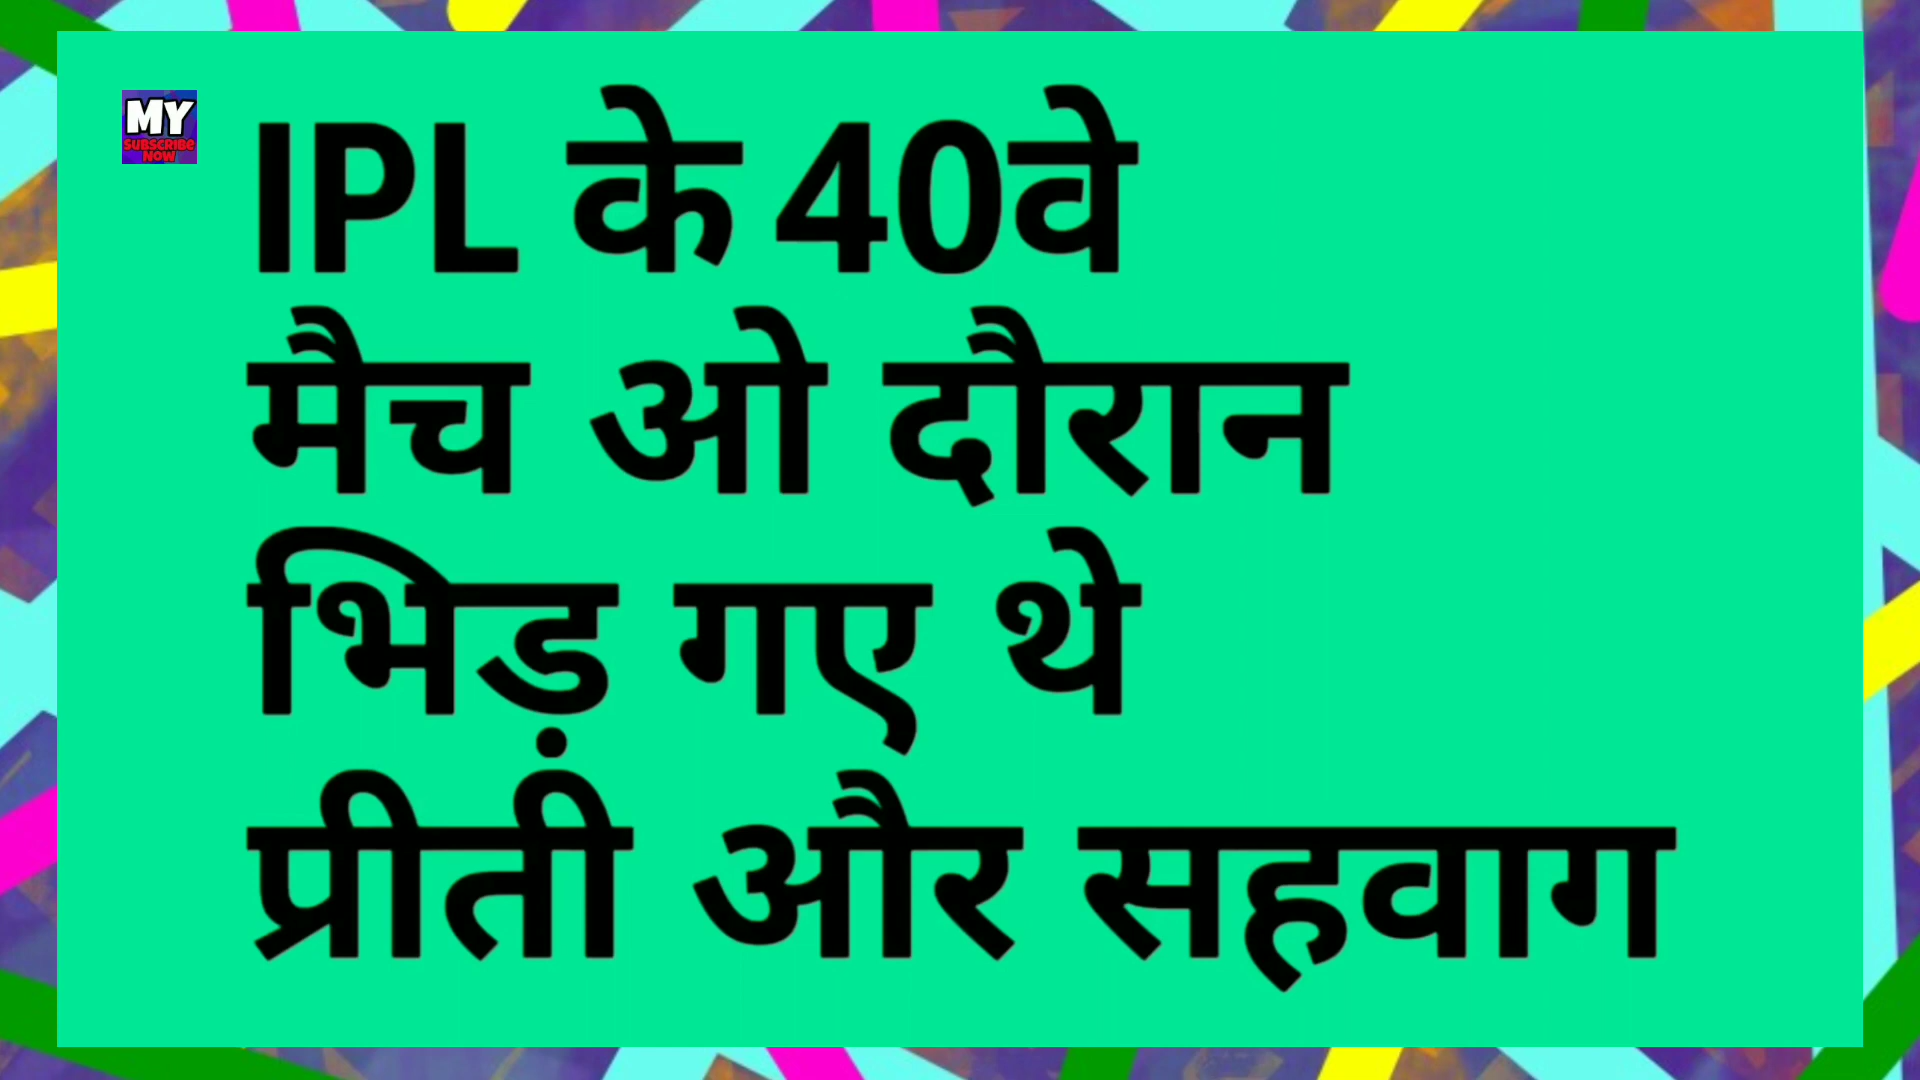 MY
SUBSCRIBE
NOW
IPL के 40वे
मैच ओ दौरान
भिड़ गए थे
प्रीती और सहवाग